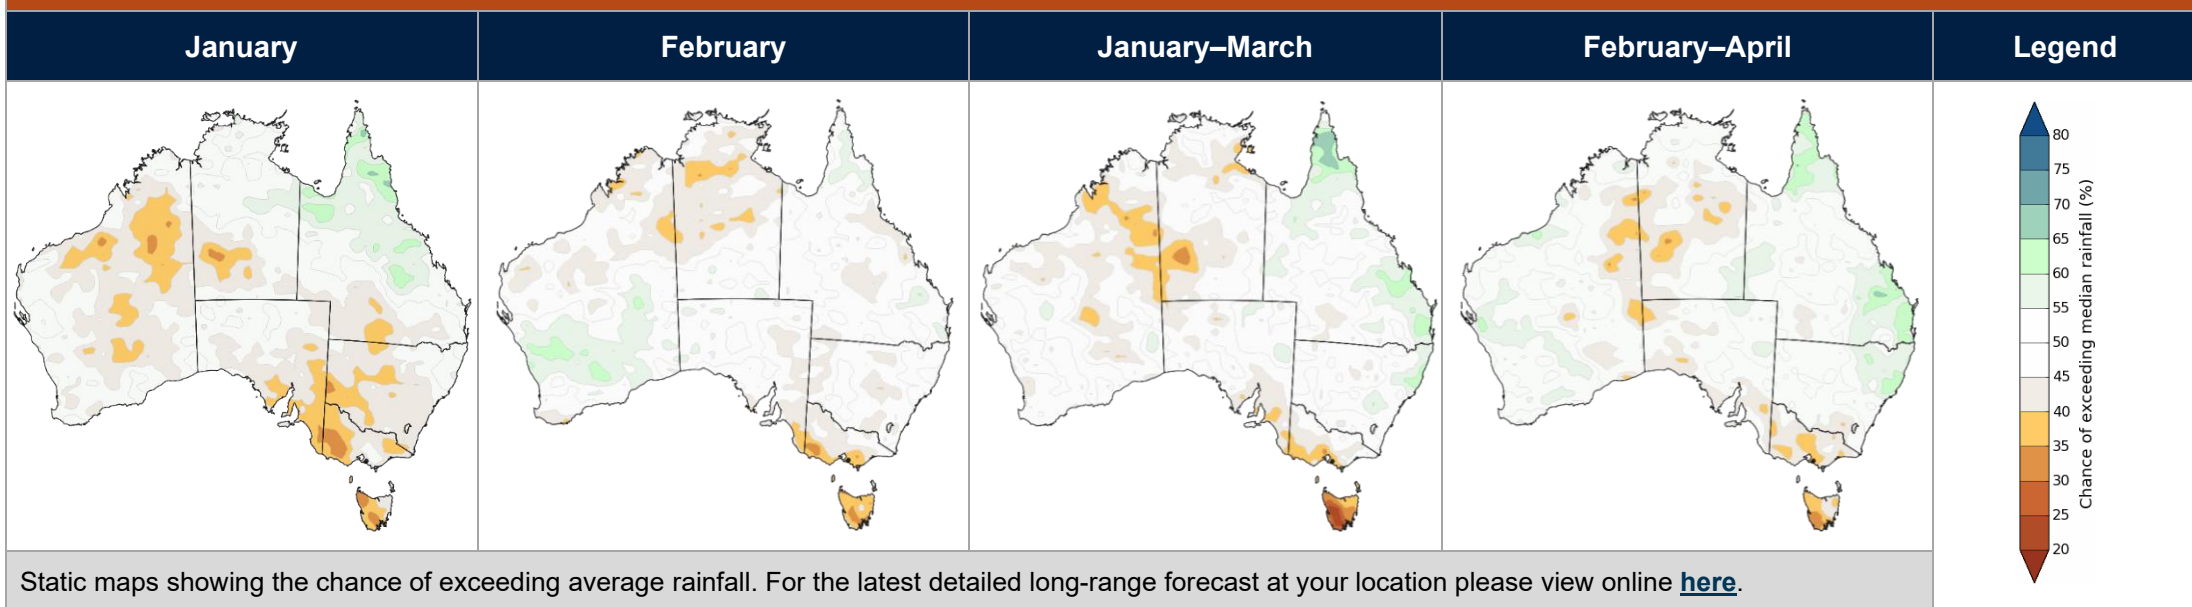 January
February
January–March
February–April
Legend
80
75
70
65
60
55
50
45
40
35
30
25
20
Chance of exceeding median rainfall (%)
Static maps showing the chance of exceeding average rainfall. For the latest detailed long-range forecast at your location please view online here.